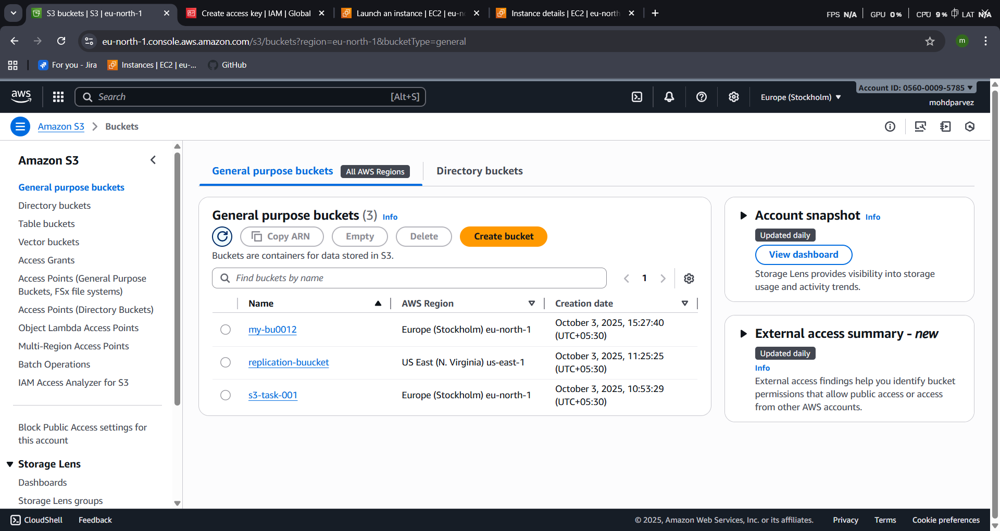 S3 buckets | S3 | eu-north-1
Create access key | IAM | Global
Launch an instance | EC2 | eu-n
Instance details | EC2 | eu-north
FPS N/A
GPU 0%
CPU 9%
LAT N/A
eu-north-1.console.aws.amazon.com/s3/buckets?region=eu-north-1&bucketType=general
m
For you - Jira
Instances | EC2 | eu-...
GitHub
aws
Search
[Alt+S]
Europe (Stockholm)
Account ID: 0560-0009-5785
mohdparvez
Amazon S3
Buckets
Amazon S3
General purpose buckets
Directory buckets
Table buckets
Vector buckets
Access Grants
Access Points (General Purpose
Buckets, FSx file systems)
Access Points (Directory Buckets)
Object Lambda Access Points
Multi-Region Access Points
Batch Operations
IAM Access Analyzer for S3
Block Public Access settings for
this account
Storage Lens
Dashboards
Storage Lens groups
General purpose buckets
All AWS Regions
Directory buckets
General purpose buckets (3) Info
Copy ARN
Empty
Delete
Create bucket
Buckets are containers for data stored in S3.
Find buckets by name
1
Name
AWS Region
Creation date
my-bu0012
Europe (Stockholm) eu-north-1
October 3, 2025, 15:27:40
(UTC+05:30)
replication-buucket
US East (N. Virginia) us-east-1
October 3, 2025, 11:25:25
(UTC+05:30)
s3-task-001
Europe (Stockholm) eu-north-1
October 3, 2025, 10:53:29
(UTC+05:30)
Account snapshot Info
Updated daily
View dashboard
Storage Lens provides visibility into storage
usage and activity trends.
External access summary - new
Updated daily
Info
External access findings help you identify bucket
permissions that allow public access or access
from other AWS accounts.
CloudShell
Feedback
© 2025, Amazon Web Services, Inc. or its affiliates.
Privacy
Terms
Cookie preferences